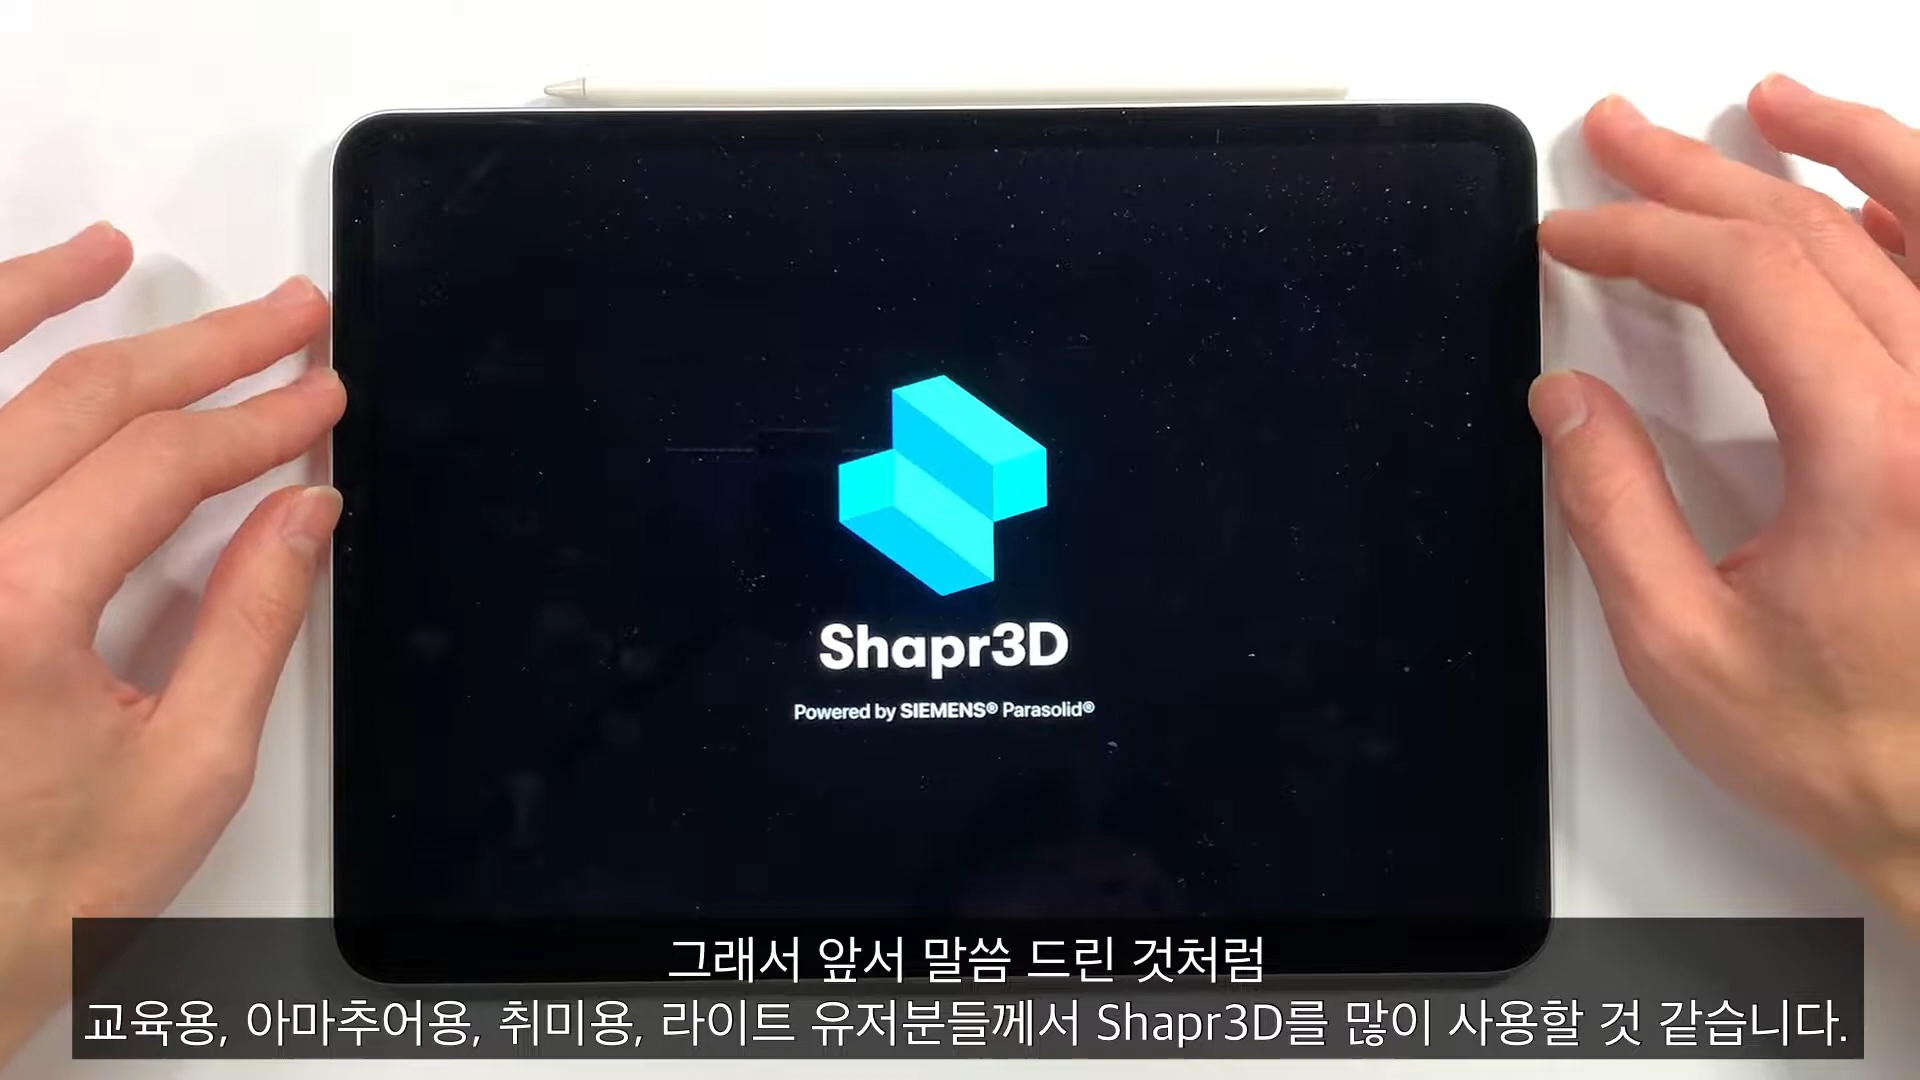 Shapr3D
Powered by SIEMENS® Parasolid®
그래서 앞서 말씀 드린 것처럼
교육용, 아마추어용, 취미용, 라이트 유저분들께서 Shapr3D를 많이 사용할 것 같습니다.